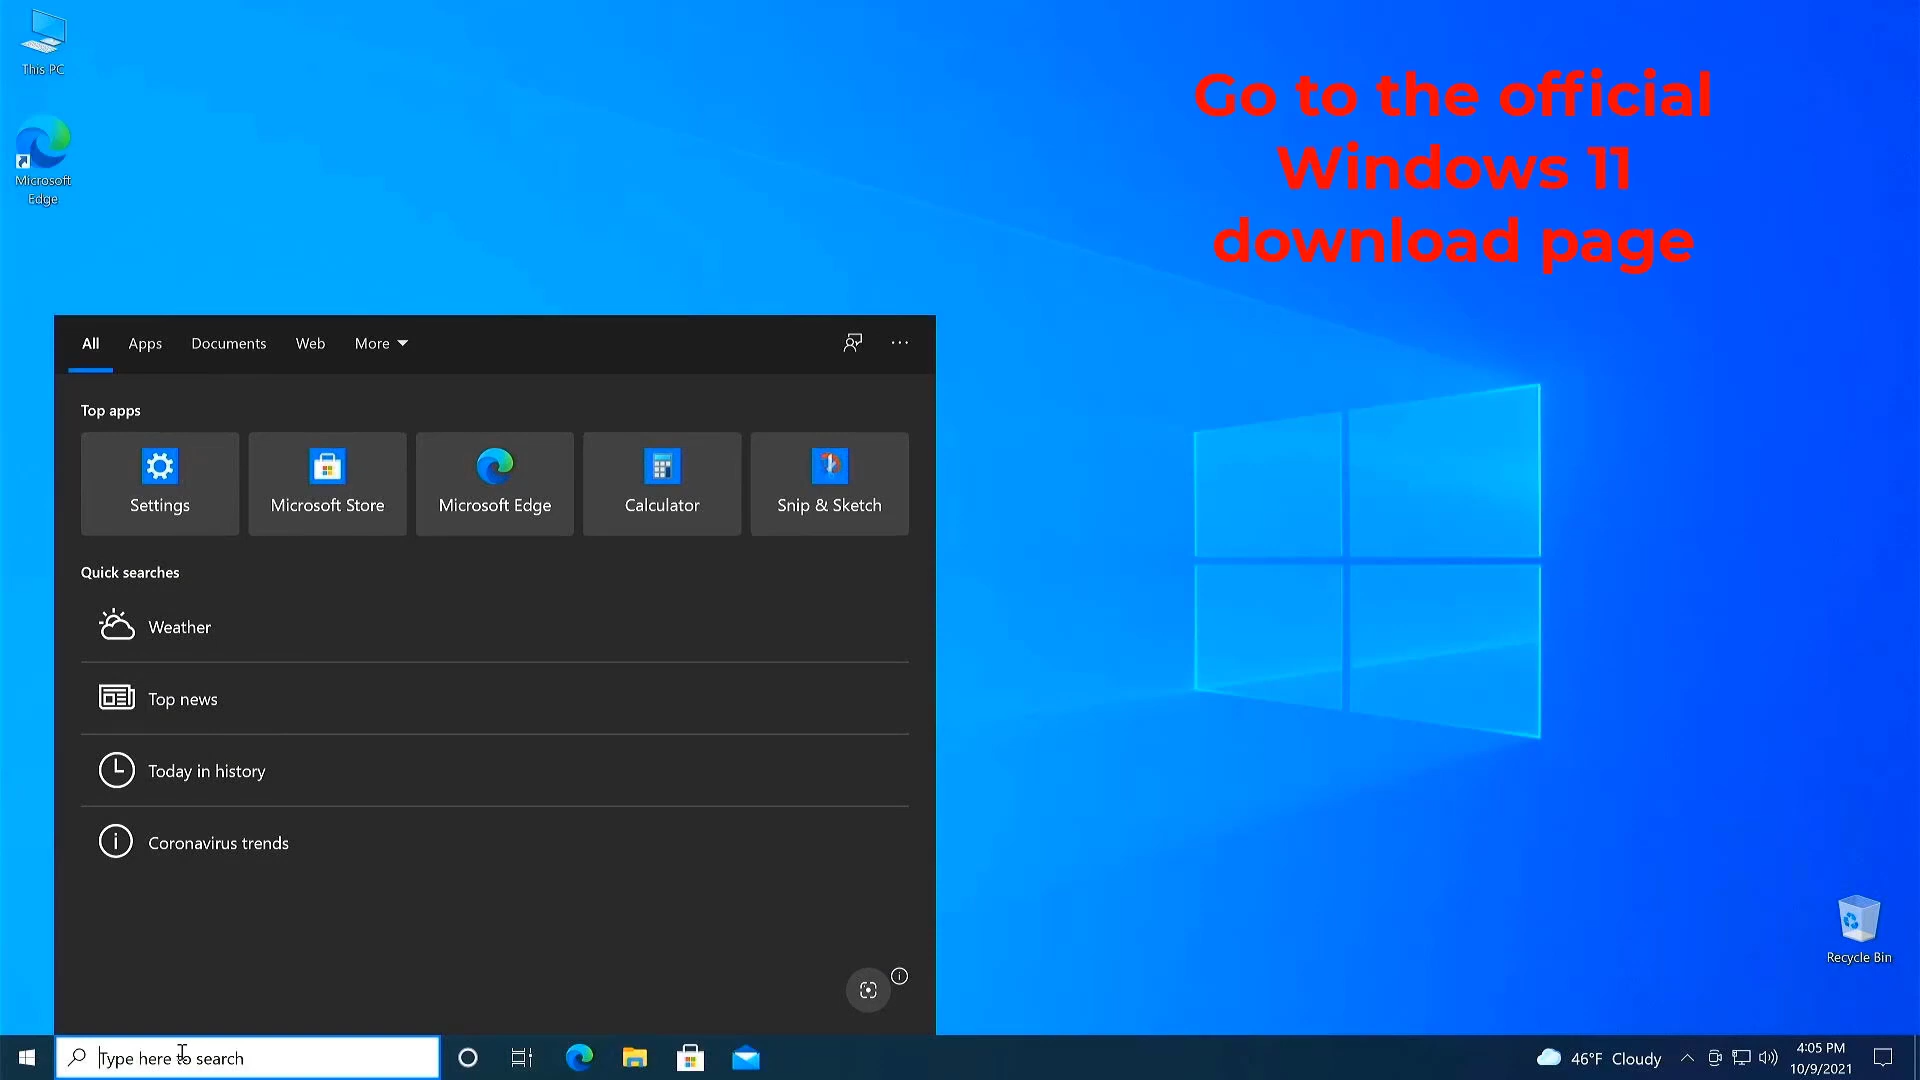 This PC
Microsoft
Edge
Go to the official
Windows 11
download page
All Apps Documents Web More
Top apps
Settings Microsoft Store Microsoft Edge Calculator Snip & Sketch
Quick searches
Weather
Top news
Today in history
Coronavirus trends
Recycle Bin
Type here to search
46°F Cloudy
4:05 PM
10/9/2021